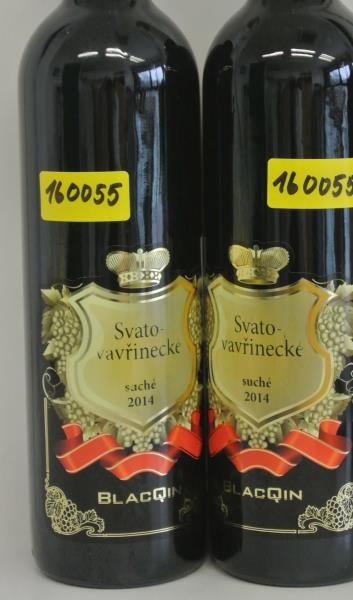 160055
Svato-
vavřinecké
suché
2014
BLACQIN
160055
Svato-
vavřinecké
suché
2014
BLACQIN